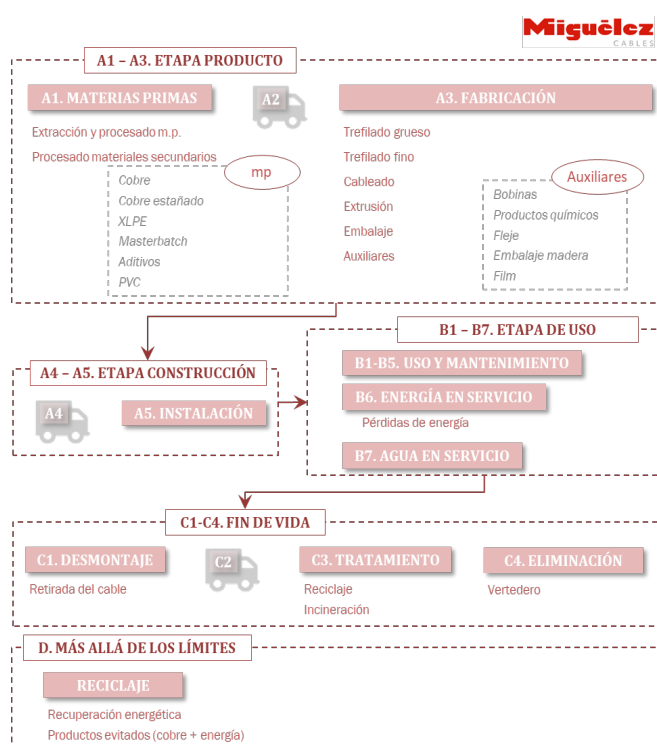 Miguélez
CABLES
A1 – A3. ETAPA PRODUCTO
A1. MATERIAS PRIMAS
A2
A3. FABRICACIÓN
Extracción y procesado m.p.
Procesado materiales secundarios
mp
Cobre
Cobre estañado
XLPE
Masterbatch
Aditivos
PVC
Trefilado grueso
Trefilado fino
Cableado
Extrusión
Embalaje
Auxiliares
Auxiliares
Bobinas
Productos químicos
Fleje
Embalaje madera
Film
B1 – B7. ETAPA DE USO
B1-B5. USO Y MANTENIMIENTO
B6. ENERGÍA EN SERVICIO
Pérdidas de energía
B7. AGUA EN SERVICIO
A4 – A5. ETAPA CONSTRUCCIÓN
A4
A5. INSTALACIÓN
C1-C4. FIN DE VIDA
C1. DESMONTAJE
Retirada del cable
C2
C3. TRATAMIENTO
Reciclaje
Incineración
C4. ELIMINACIÓN
Vertedero
D. MÁS ALLÁ DE LOS LÍMITES
RECICLAJE
Recuperación energética
Productos evitados (cobre + energía)